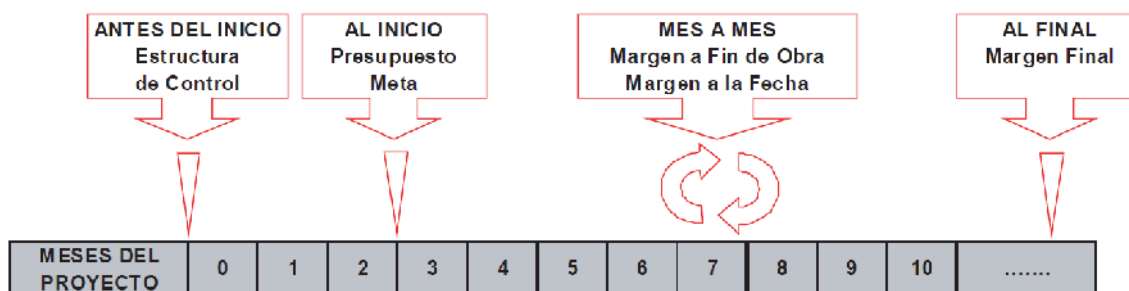 ANTES DEL INICIO
Estructura
de Control
AL INICIO
Presupuesto
Meta
MES A MES
Margen a Fin de Obra
Margen a la Fecha
AL FINAL
Margen Final
MESES DEL
PROYECTO
0 1 2 3 4 5 6 7 8 9 10 .......